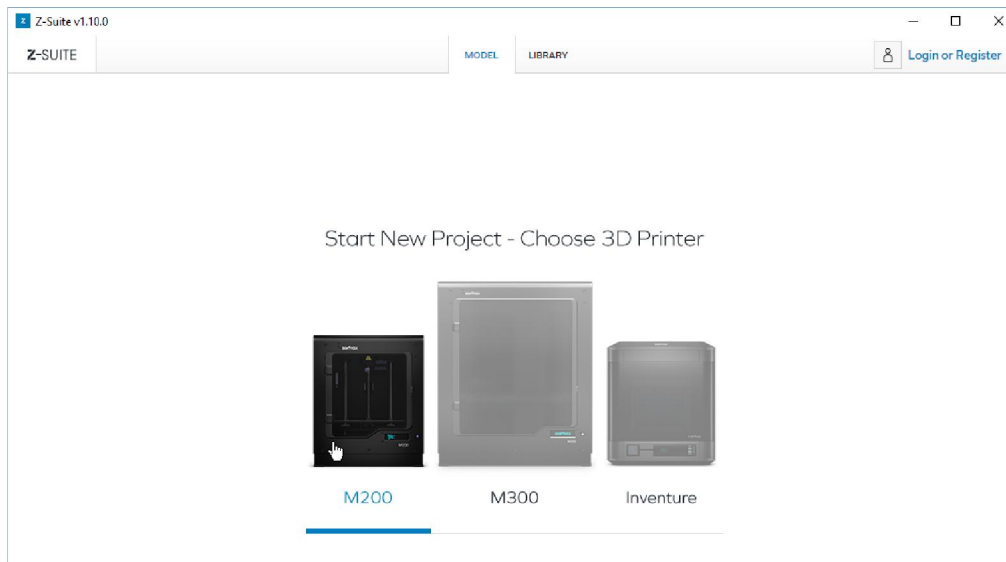 Z-Suite v1.10.0
Z-SUITE
MODEL
LIBRARY
Login or Register
Start New Project - Choose 3D Printer
M200
M300
Inventure